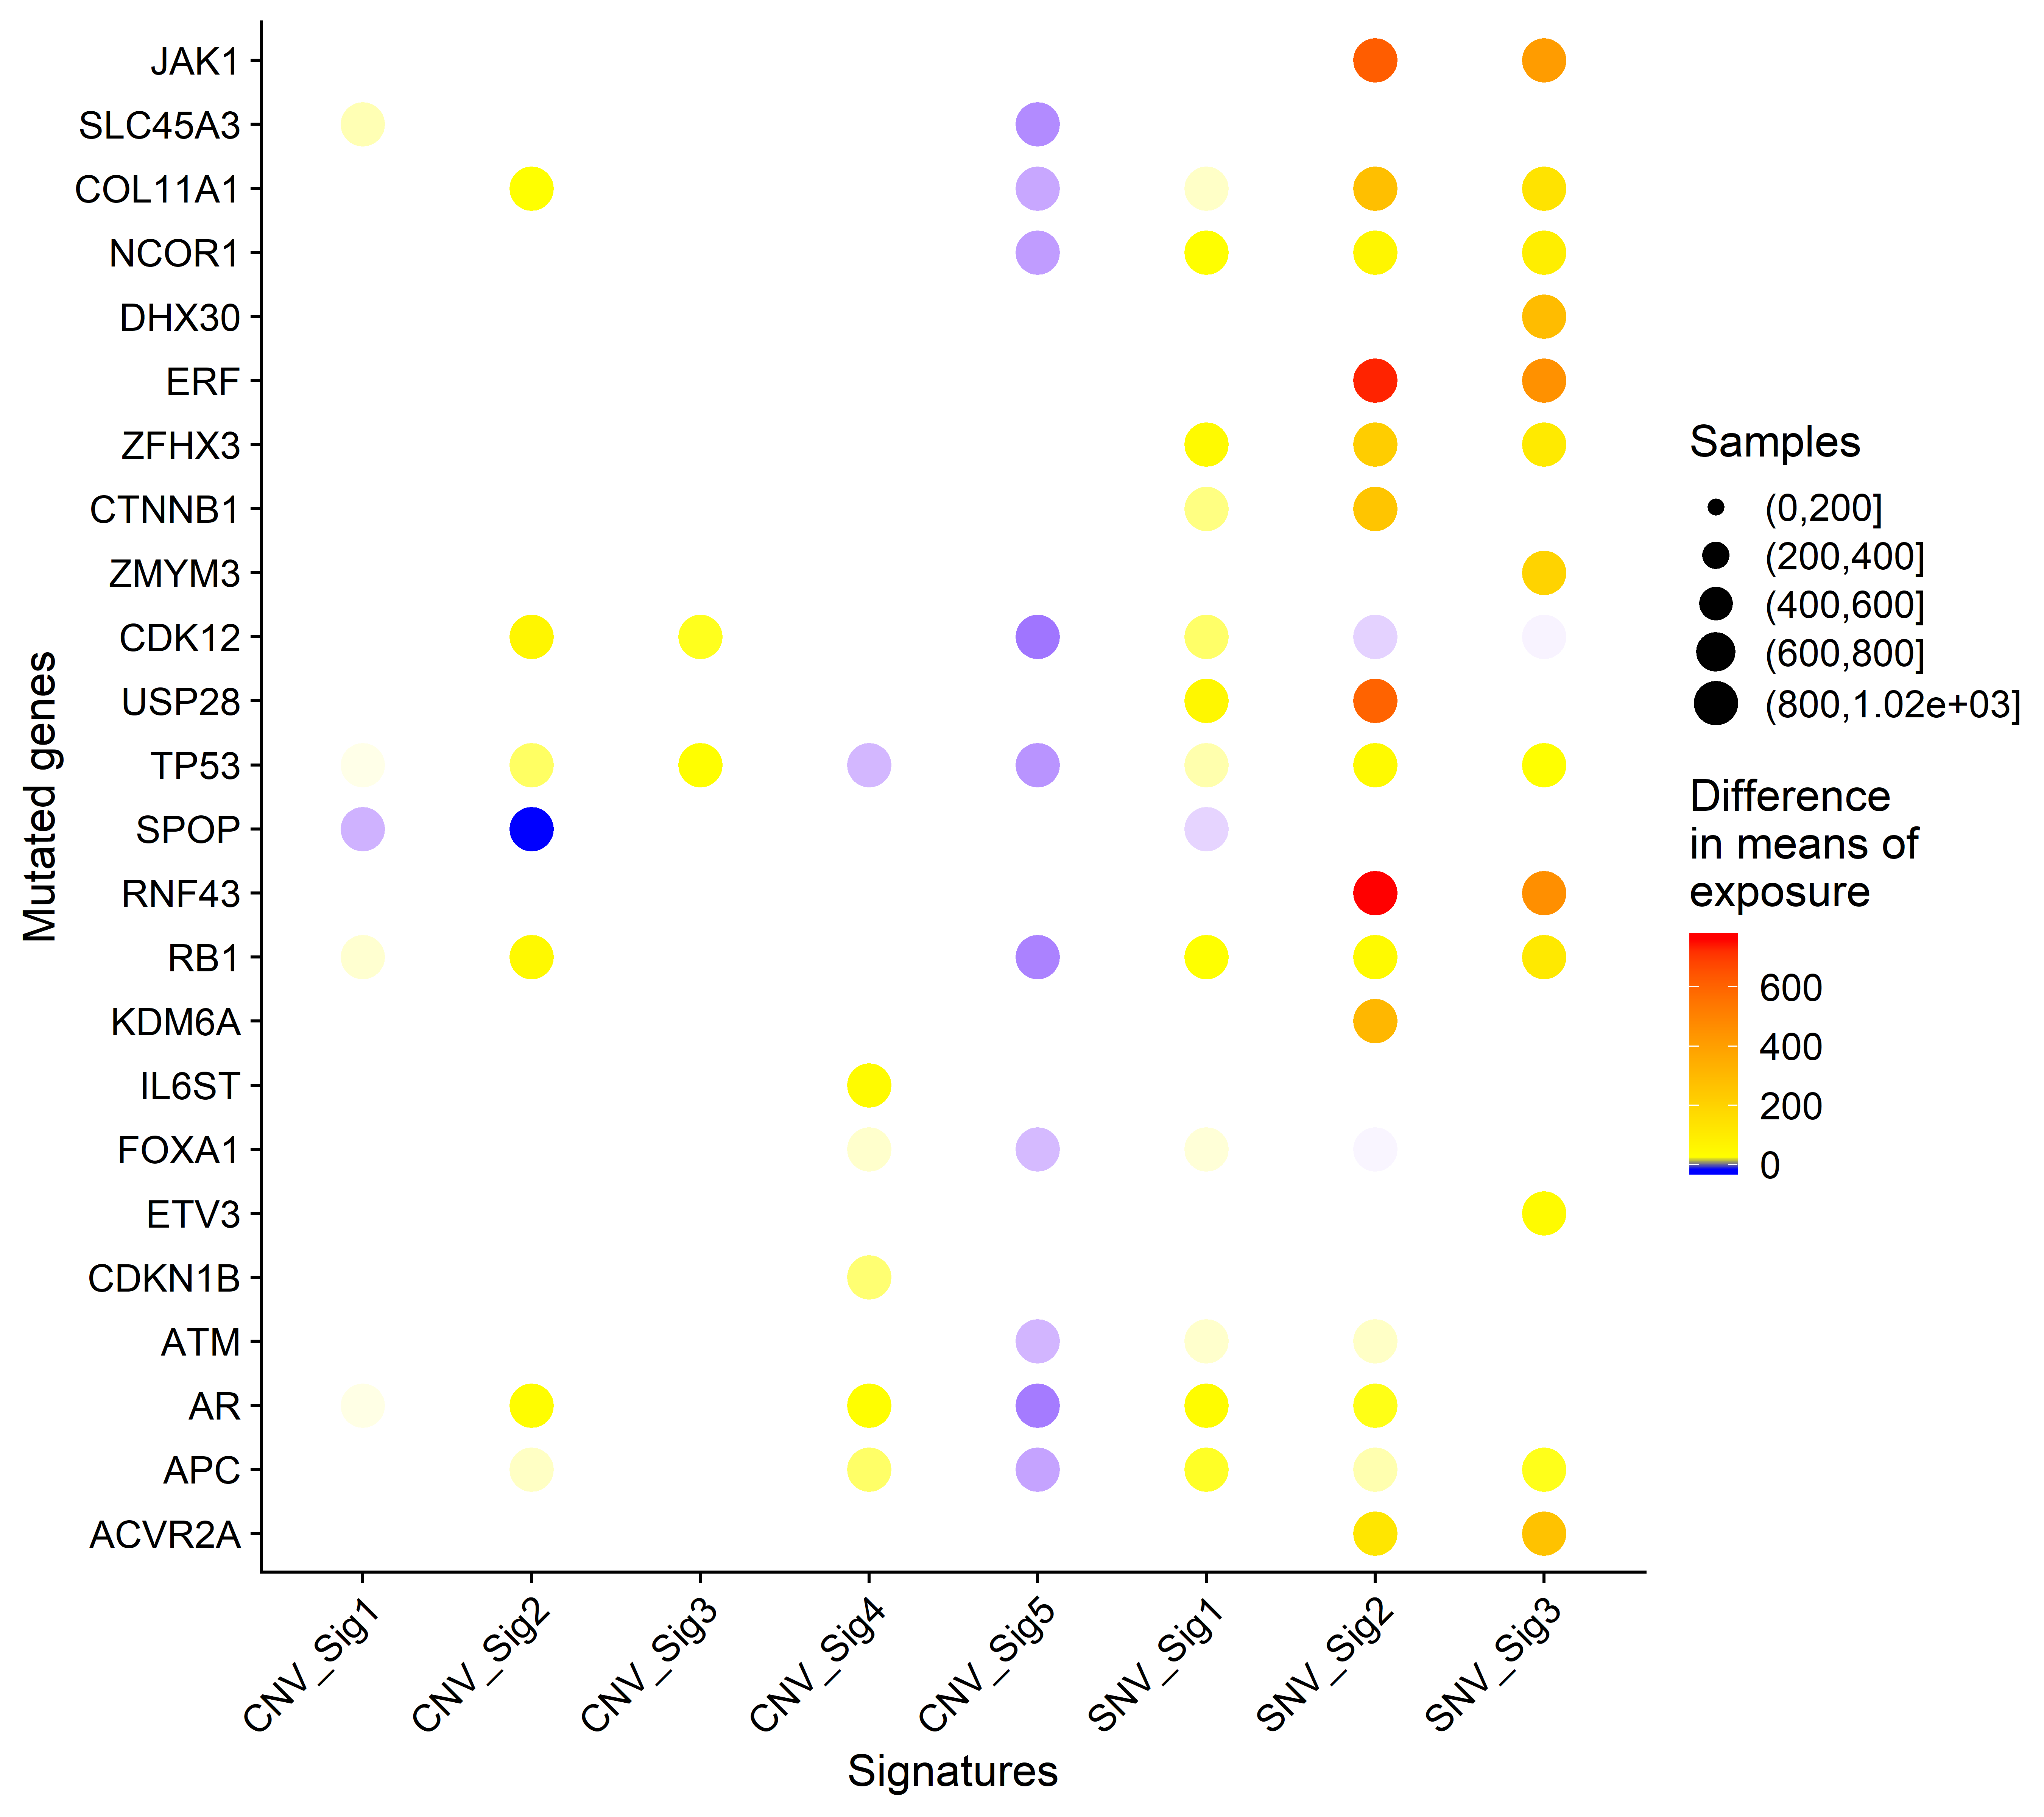 Mutated genes
JAK1
SLC45A3
COL11A1
NCOR1
DHX30
ERF
ZFHX3
CTNNB1
ZMYM3
CDK12
USP28
TP53
SPOP
RNF43
RB1
KDM6A
IL6ST
FOXA1
ETV3
CDKN1B
ATM
AR
APC
ACVR2A
CNV_Sig1
CNV_Sig2
CNV_Sig3
CNV_Sig4
CNV_Sig5
SNV_Sig1
SNV_Sig2
SNV_Sig3
Signatures
Samples
(0,200]
(200,400]
(400,600]
(600,800]
(800,1.02e+03]
Difference
in means of
exposure
600
400
200
0